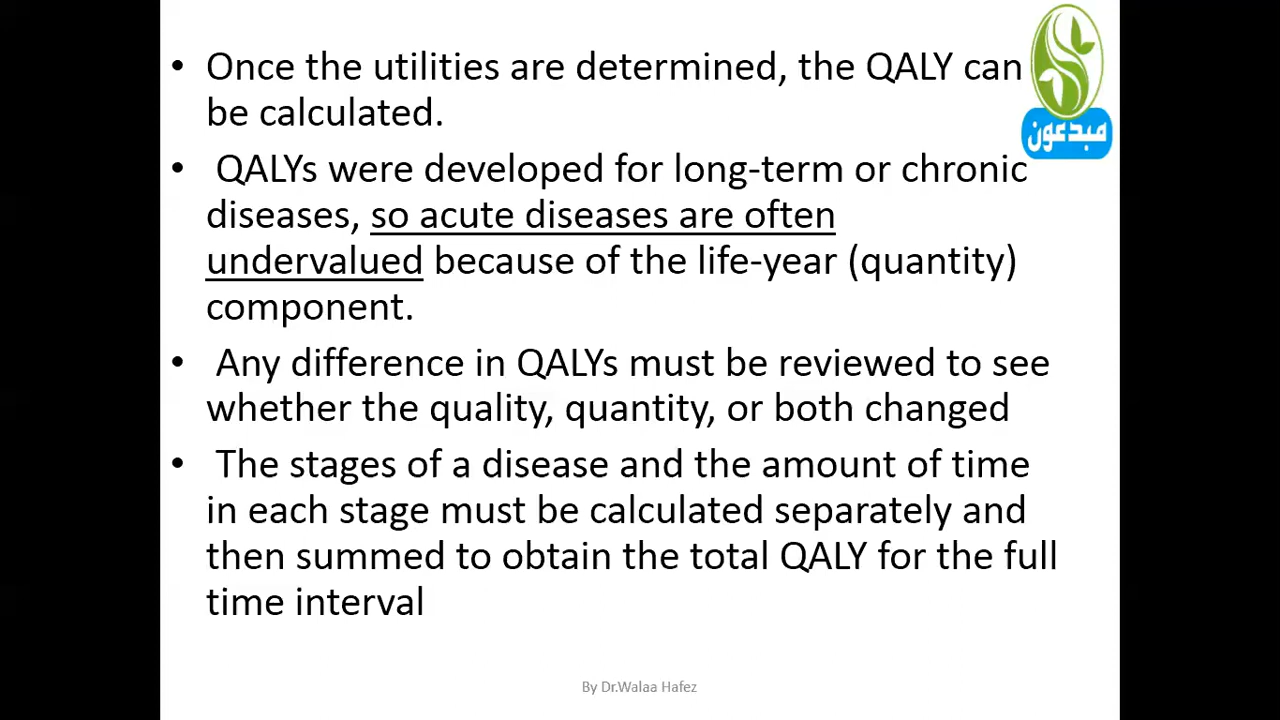 • Once the utilities are determined, the QALY can
be calculated.
• QALYs were developed for long-term or chronic
diseases, so acute diseases are often
undervalued because of the life-year (quantity)
component.
• Any difference in QALYs must be reviewed to see
whether the quality, quantity, or both changed
• The stages of a disease and the amount of time
in each stage must be calculated separately and
then summed to obtain the total QALY for the full
time interval
مبدعون
By Dr.Walaa Hafez